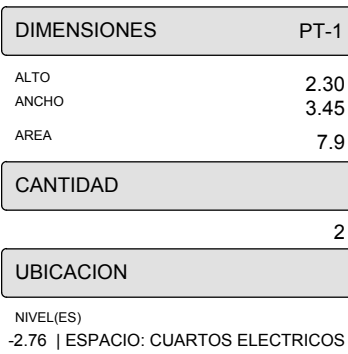 DIMENSIONES PT-1
ALTO 2.30
ANCHO 3.45
AREA 7.9
CANTIDAD
2
UBICACION
NIVEL(ES)
-2.76 | ESPACIO: CUARTOS ELECTRICOS